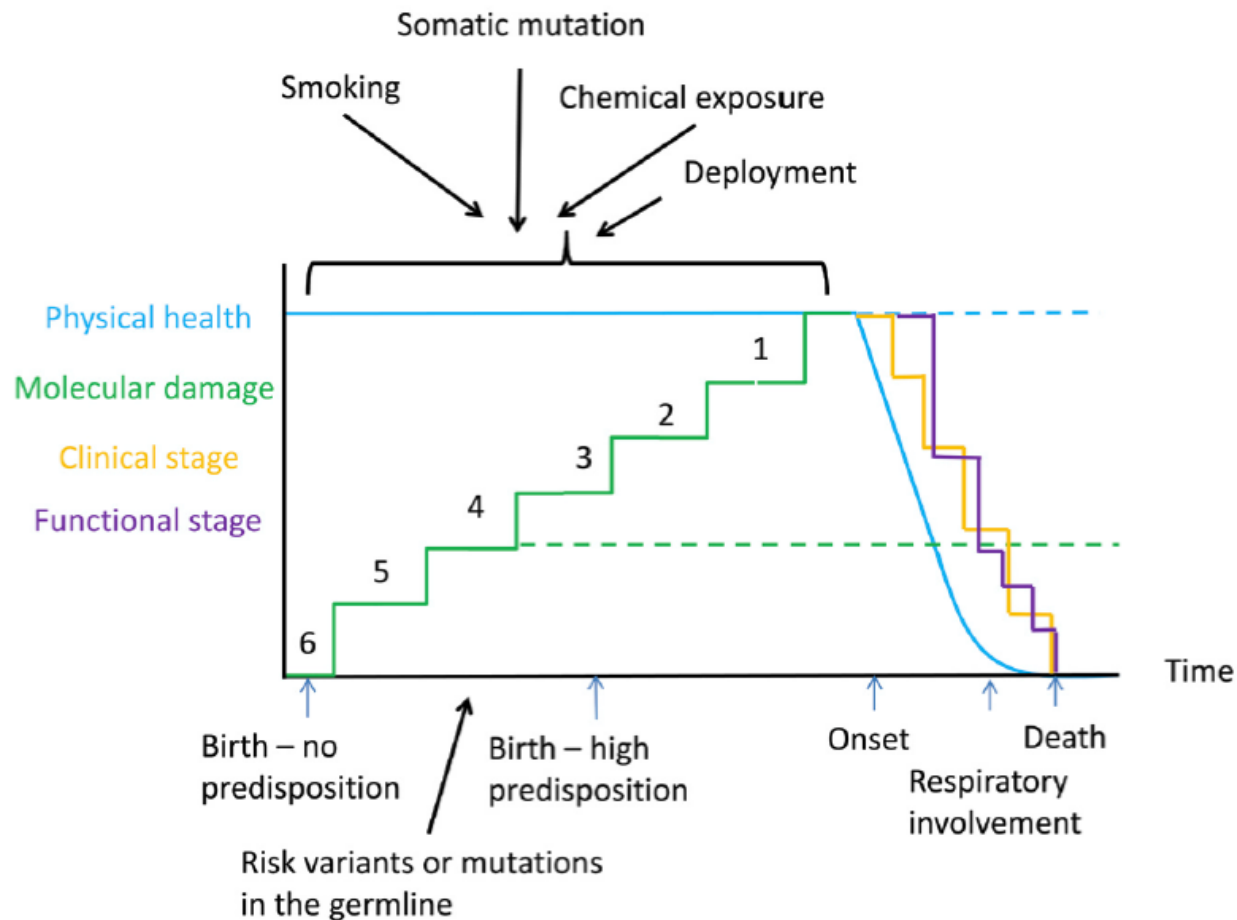 Somatic mutation
Smoking
Chemical exposure
Deployment
Physical health
Molecular damage
Clinical stage
Functional stage
1
2
3
4
5
6
Time
Birth – no
predisposition
Birth – high
predisposition
Onset
Death
Respiratory
involvement
Risk variants or mutations
in the germline